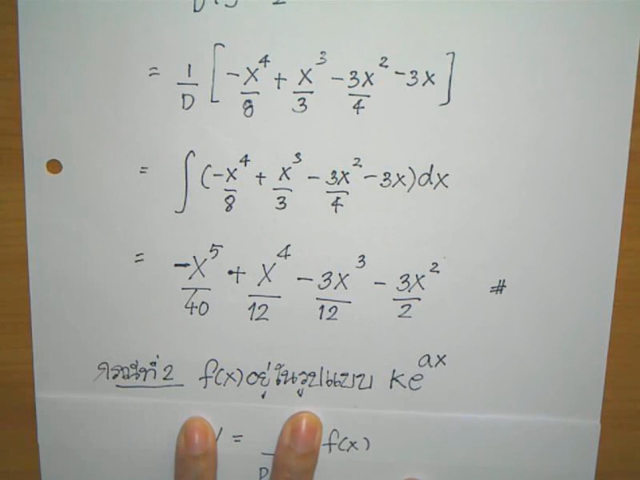 = 1/D [-x⁴/8 + x³/3 - 3x²/4 - 3x]
= ∫(-x⁴/8 + x³/3 - 3x²/4 - 3x)dx
= -x⁵/40 + x⁴/12 - 3x³/12 - 3x²/2 #
กรณีที่ 2 f(x)อยู่ในรูปแบบ ke^ax
= f(x)